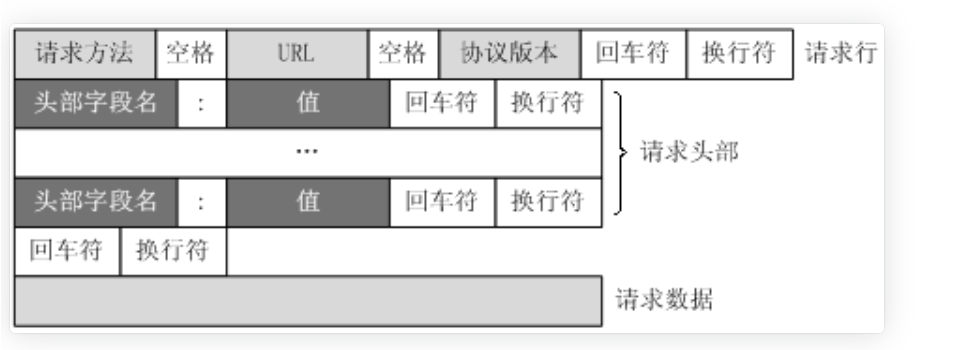 请求方法 空格 URL 空格 协议版本 回车符 换行符 请求行
头部字段名 : 值 回车符 换行符
… 请求头部
头部字段名 : 值 回车符 换行符
回车符 换行符
请求数据